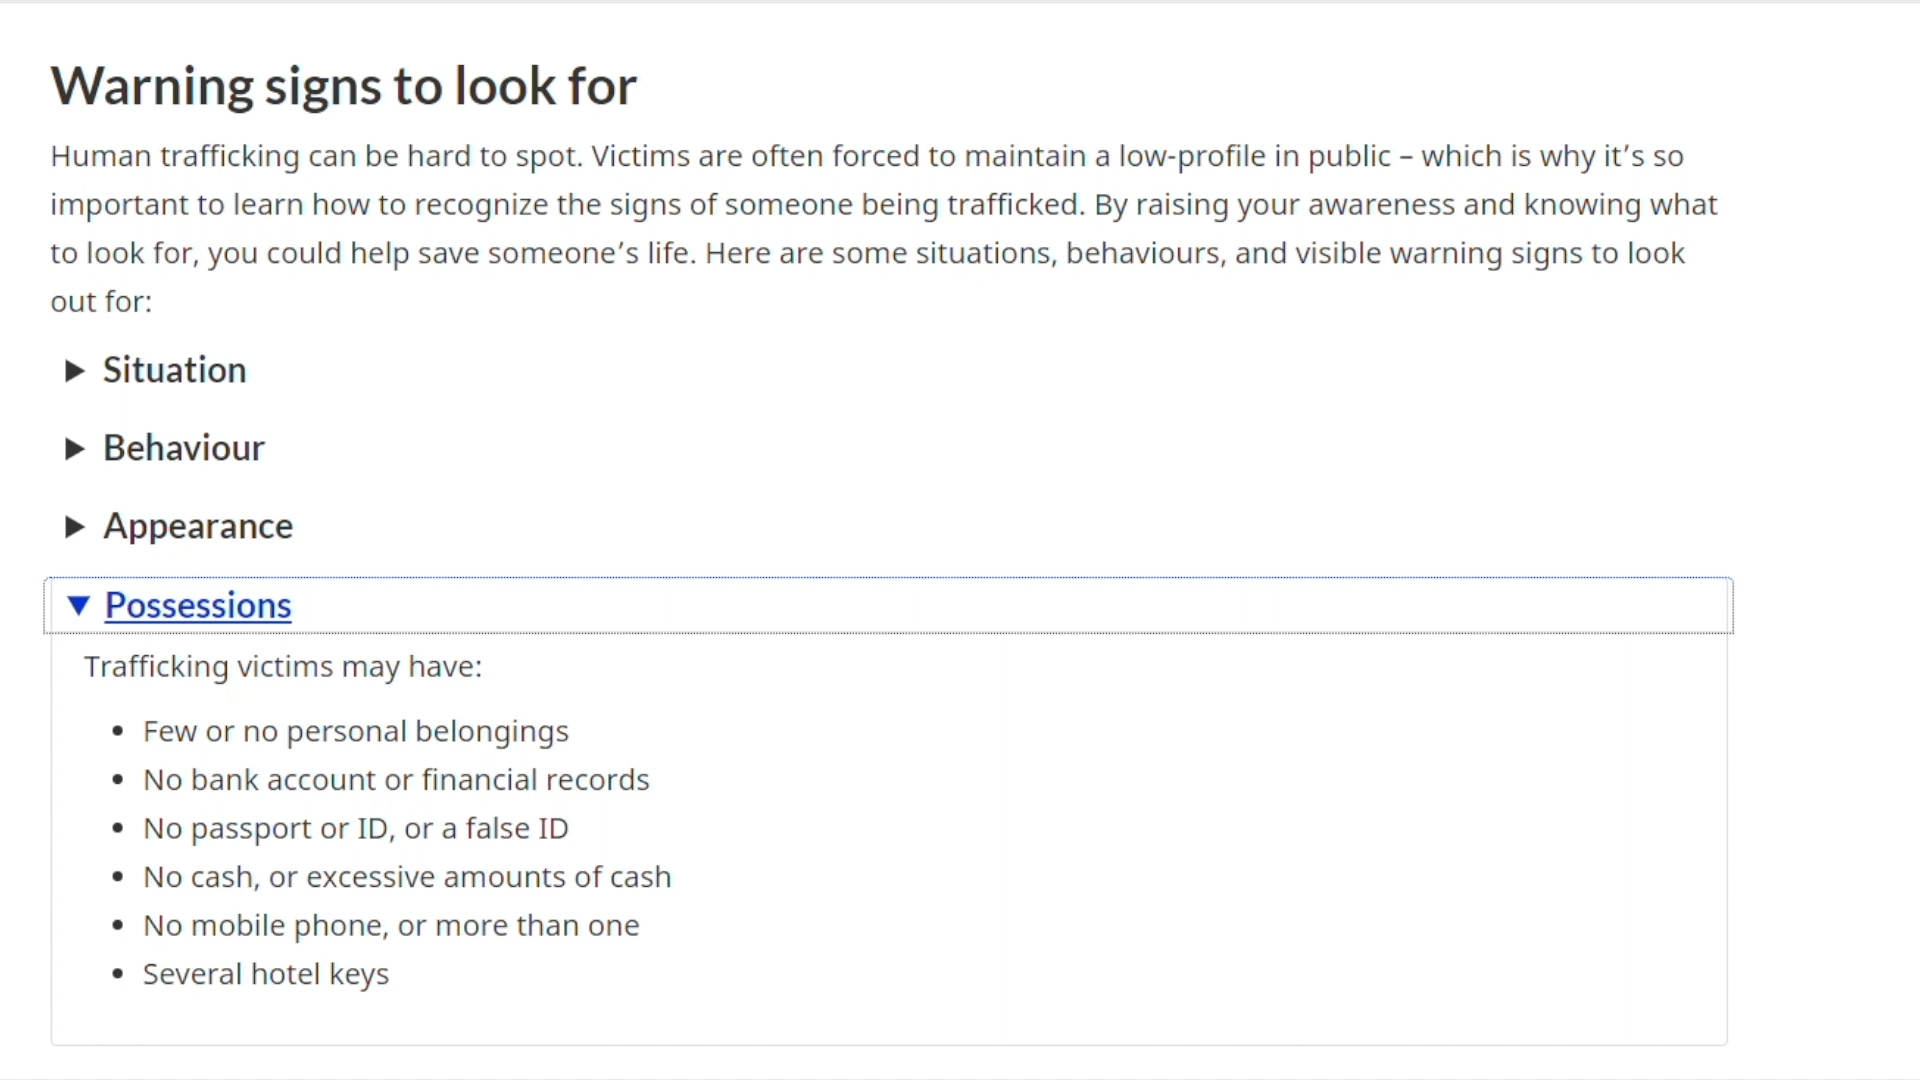 Warning signs to look for
Human trafficking can be hard to spot. Victims are often forced to maintain a low-profile in public – which is why it’s so
important to learn how to recognize the signs of someone being trafficked. By raising your awareness and knowing what
to look for, you could help save someone’s life. Here are some situations, behaviours, and visible warning signs to look
out for:
Situation
Behaviour
Appearance
Possessions
Trafficking victims may have:
Few or no personal belongings
No bank account or financial records
No passport or ID, or a false ID
No cash, or excessive amounts of cash
No mobile phone, or more than one
Several hotel keys